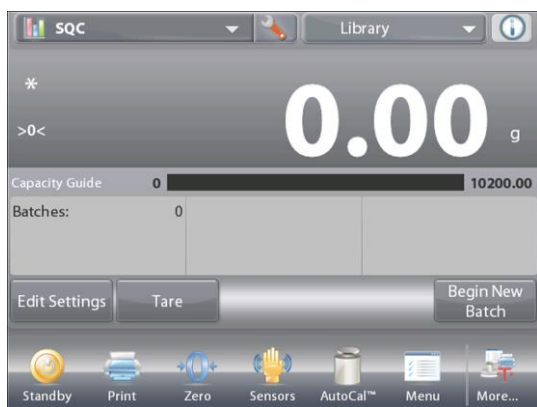 SQC Library
*
>0<
0.00 g
Capacity Guide 0 10200.00
Batches: 0
Edit Settings Tare Begin New
Batch
Standby Print Zero Sensors AutoCal™ Menu More...